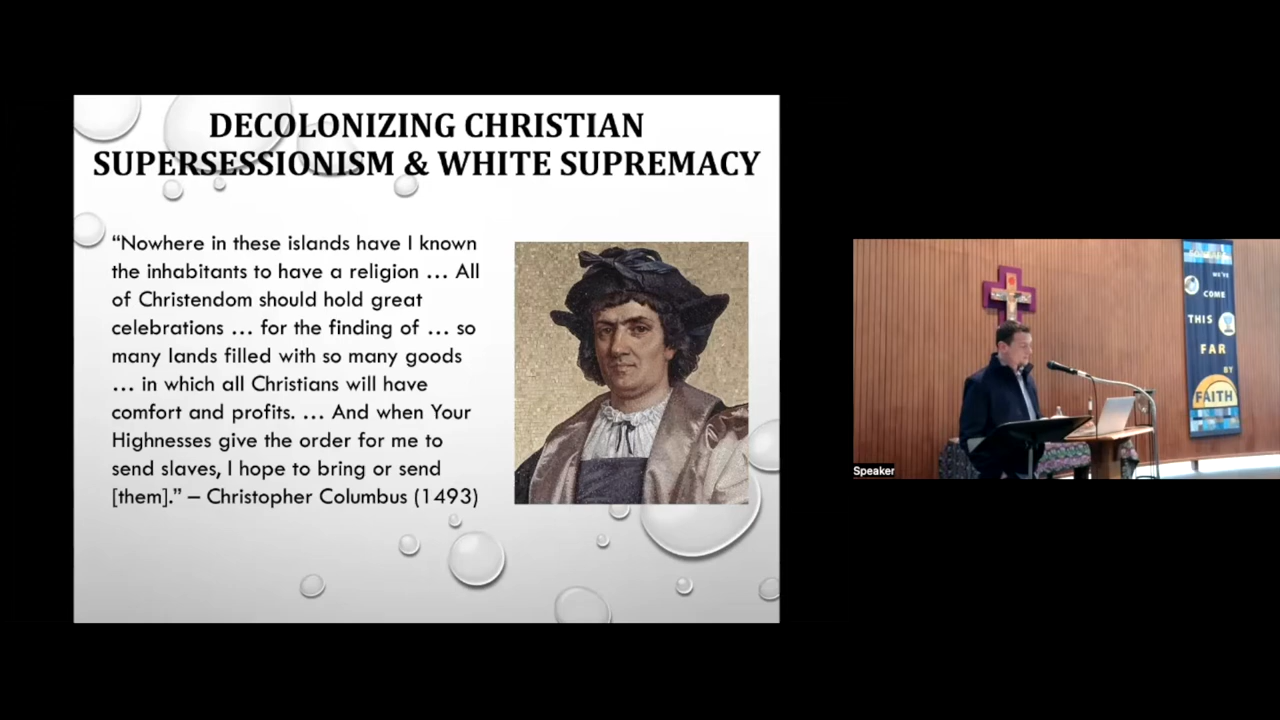 DECOLONIZING CHRISTIAN
SUPERSESSIONISM & WHITE SUPREMACY
“Nowhere in these islands have I known
the inhabitants to have a religion … All
of Christendom should hold great
celebrations … for the finding of … so
many lands filled with so many goods
… in which all Christians will have
comfort and profits. … And when Your
Highnesses give the order for me to
send slaves, I hope to bring or send
[them].” – Christopher Columbus (1493)
Speaker
WE'VE
COME
THIS
FAR
BY
FAITH